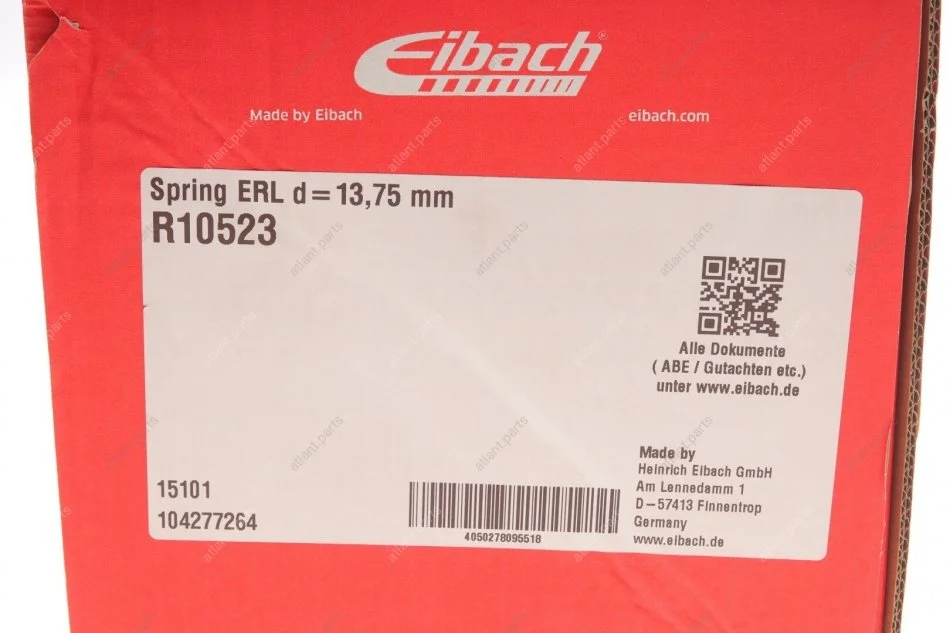 Eibach®
Made by Eibach
eibach.com
Spring ERL d=13,75 mm
R10523
Alle Dokumente
( ABE / Gutachten etc.)
unter www.eibach.de
15101
104277264
4050278095518
Made by
Heinrich Eibach GmbH
Am Lennedamm 1
D-57413 Finnentrop
Germany
www.eibach.de
atlant.parts